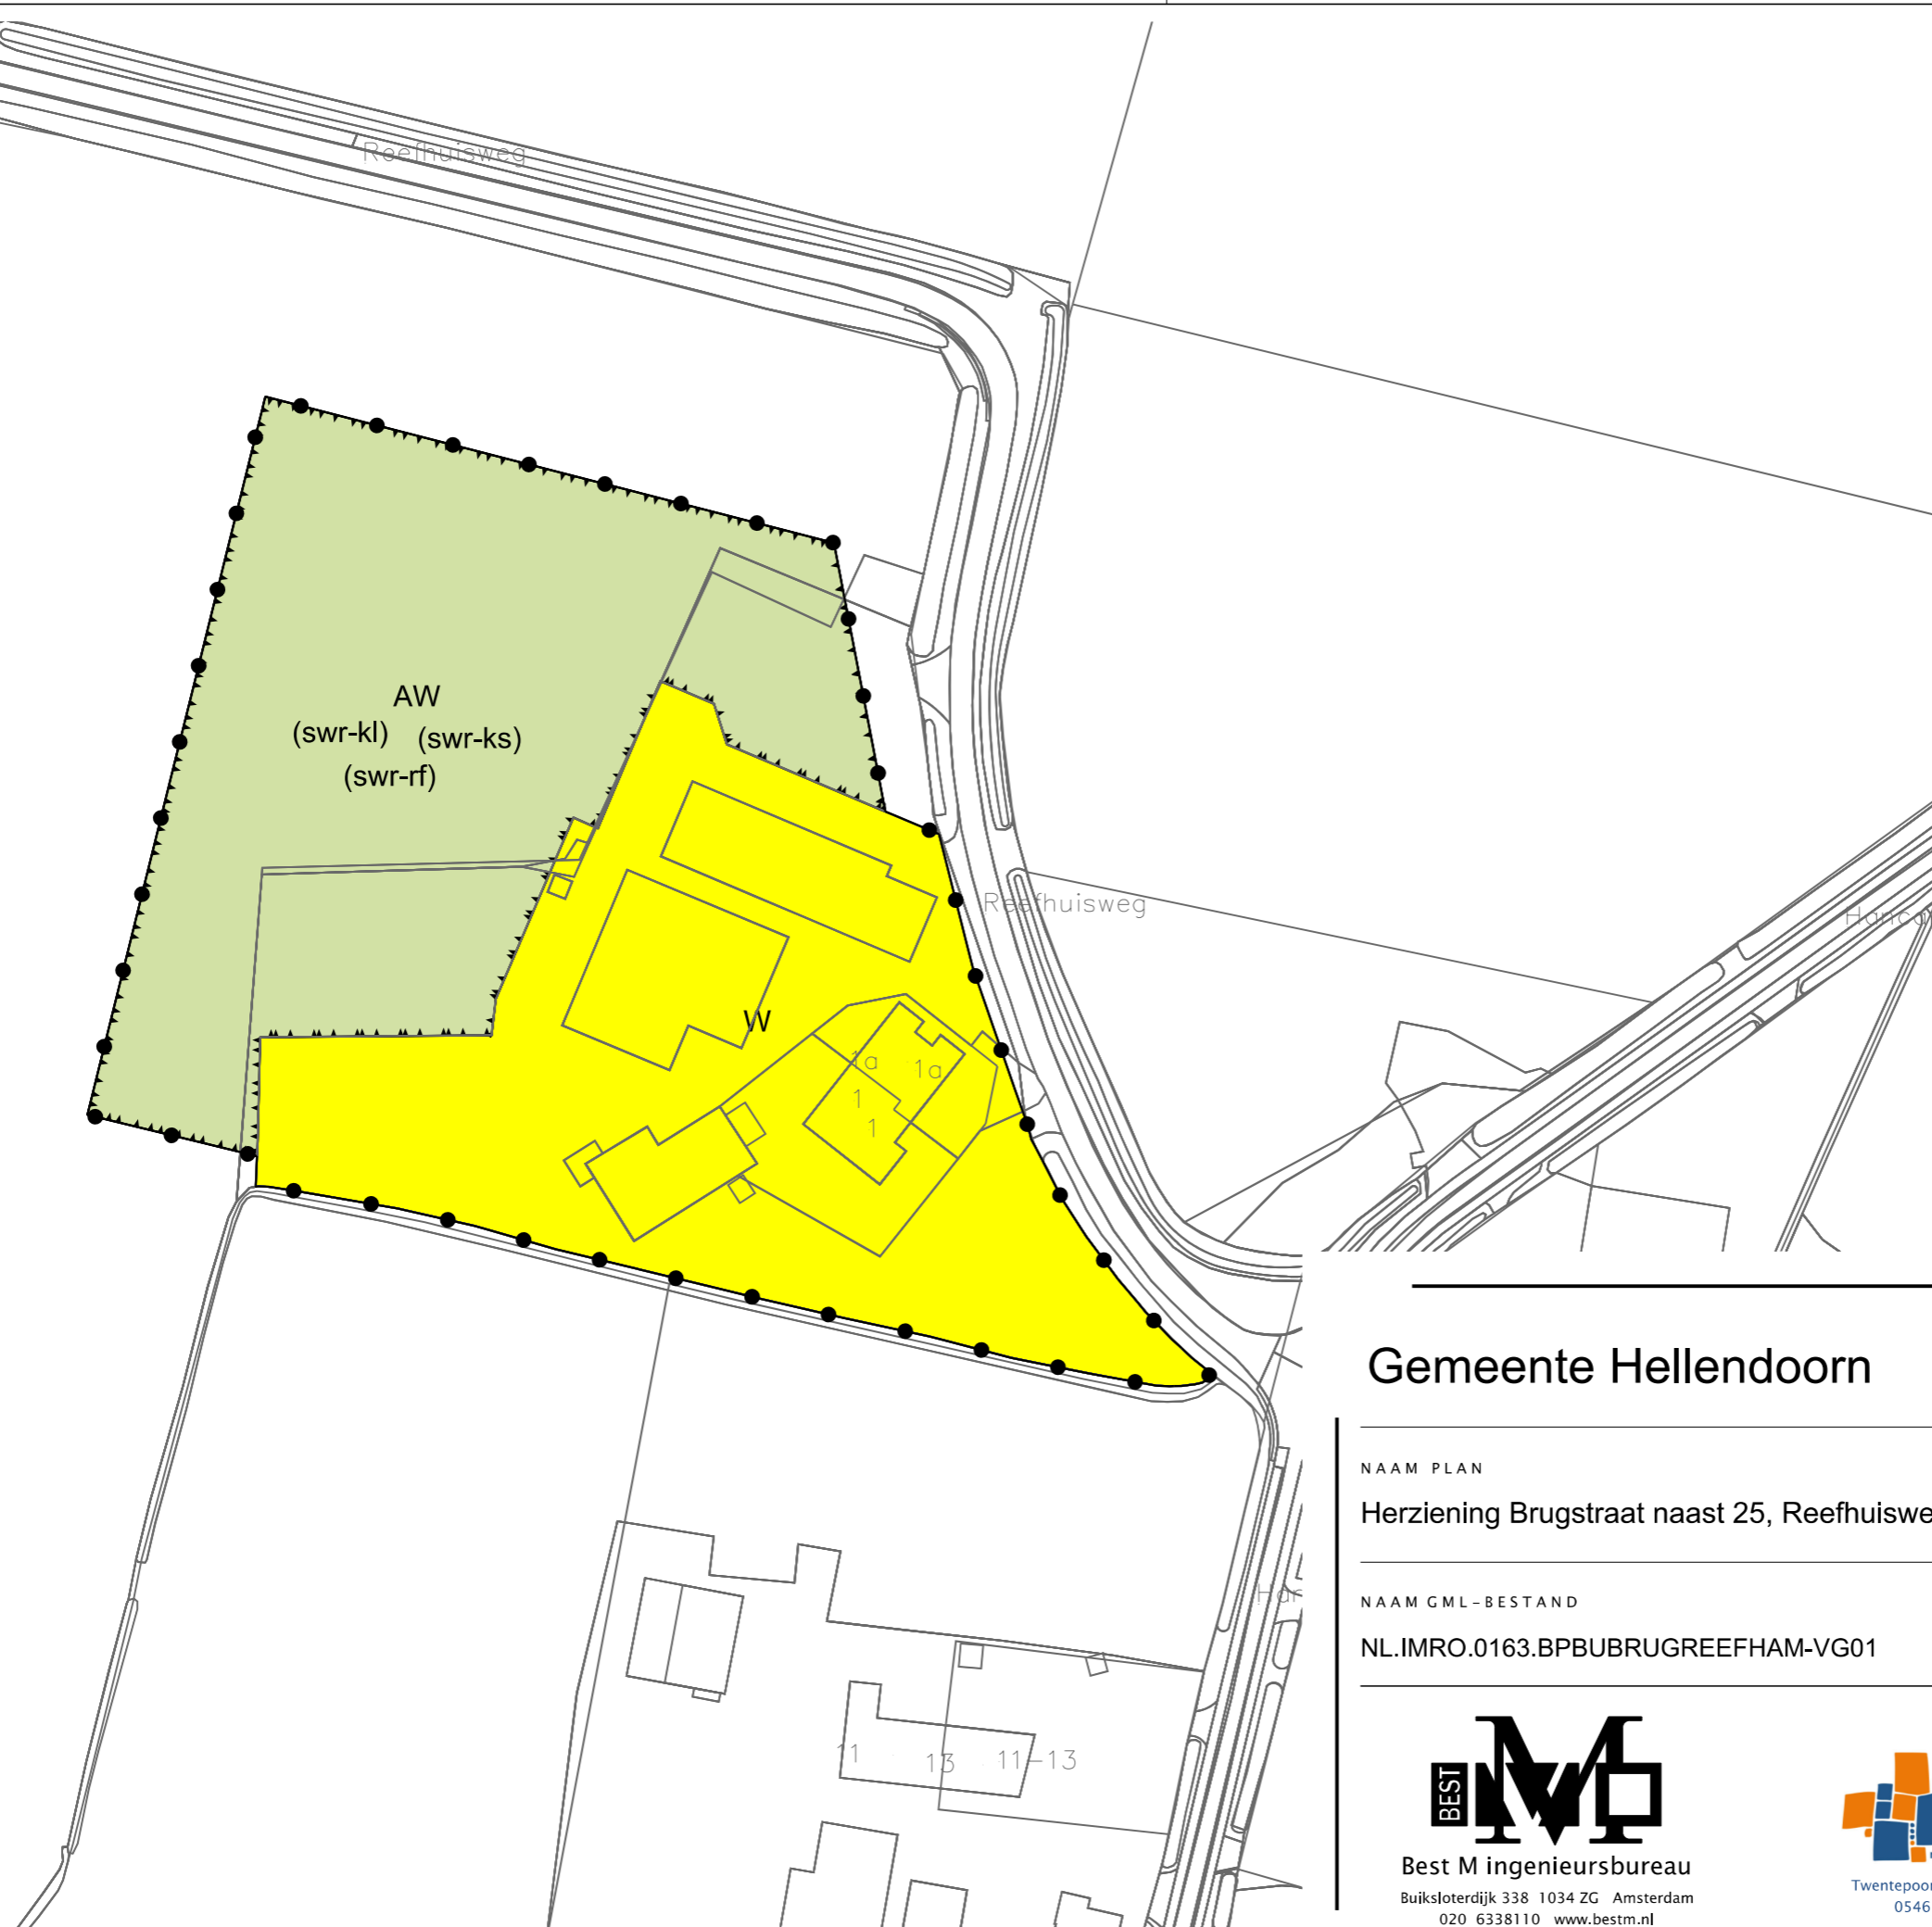 Reefhuisweg
AW
(swr-kl) (swr-ks)
(swr-rf)
Reefhuisweg
W
1a 1a
1
1
Gemeente Hellendoorn
NAAM PLAN
Herziening Brugstraat naast 25, Reefhuiswe
NAAM GML-BESTAND
NL.IMRO.0163.BPBUBRUGREEFHAM-VG01
11 13 11-13
BEST M
Best M ingenieursbureau
Buiksloterdijk 338 1034 ZG Amsterdam
020 6338110 www.bestm.nl
Twentepoor
0546